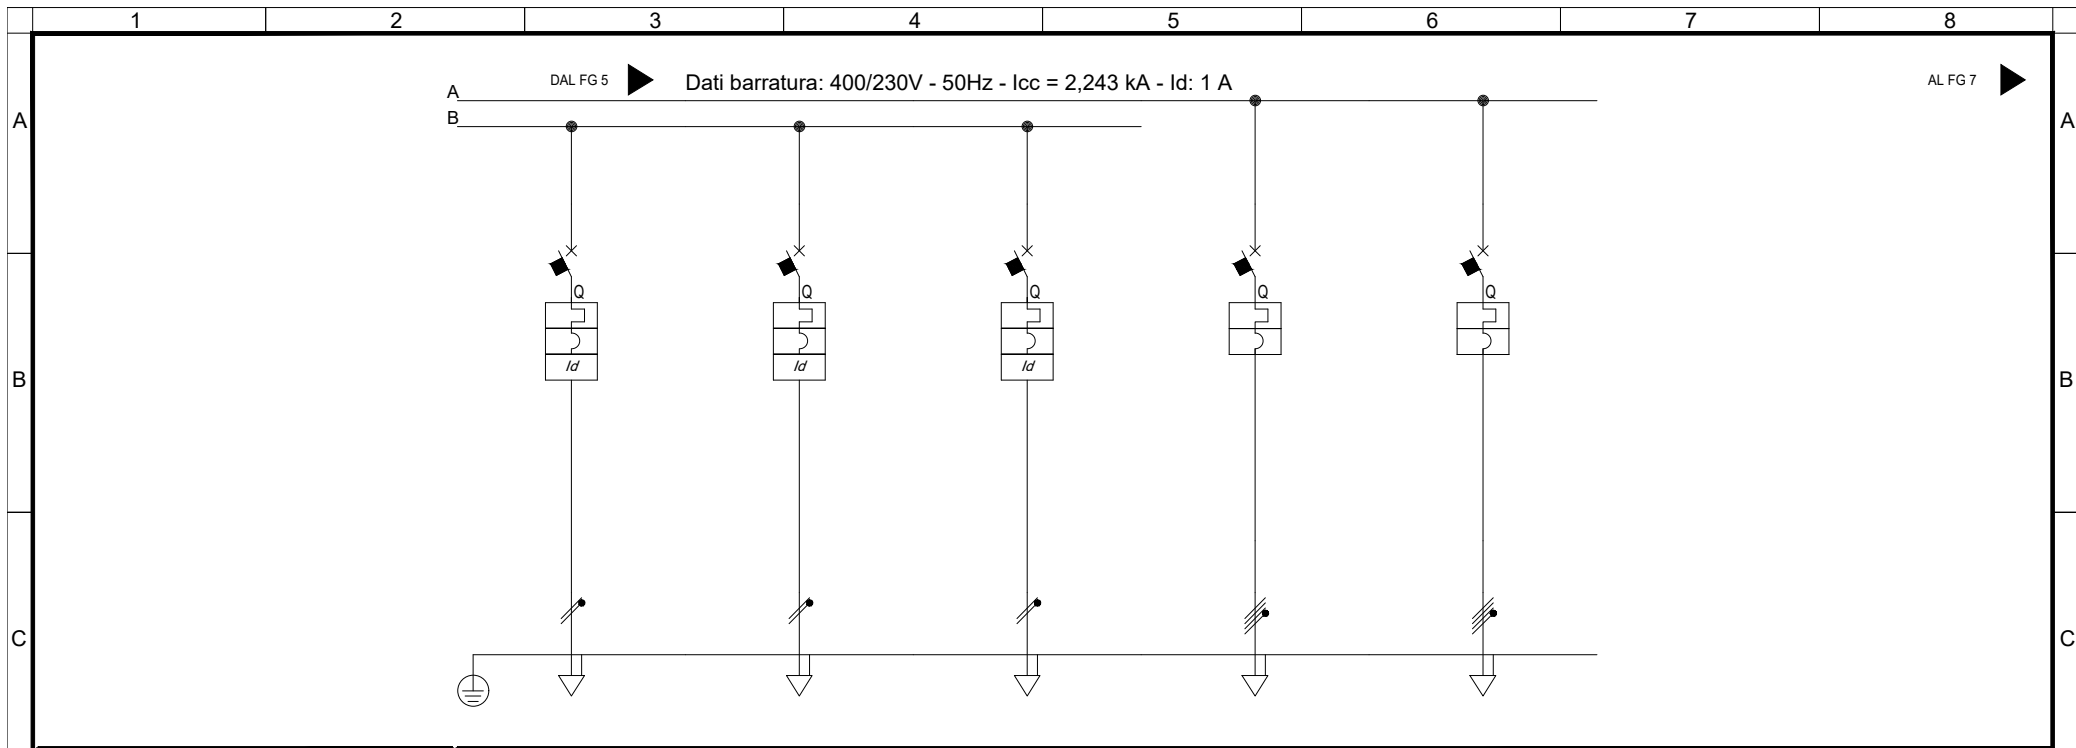 1 2 3 4 5 6 7 8
DAL FG 5 Dati barratura: 400/230V - 50Hz - Icc = 2,243 kA - Id: 1 A AL FG 7
A
B
A A
Q Q Q Q Q
Id Id Id
B B
C C